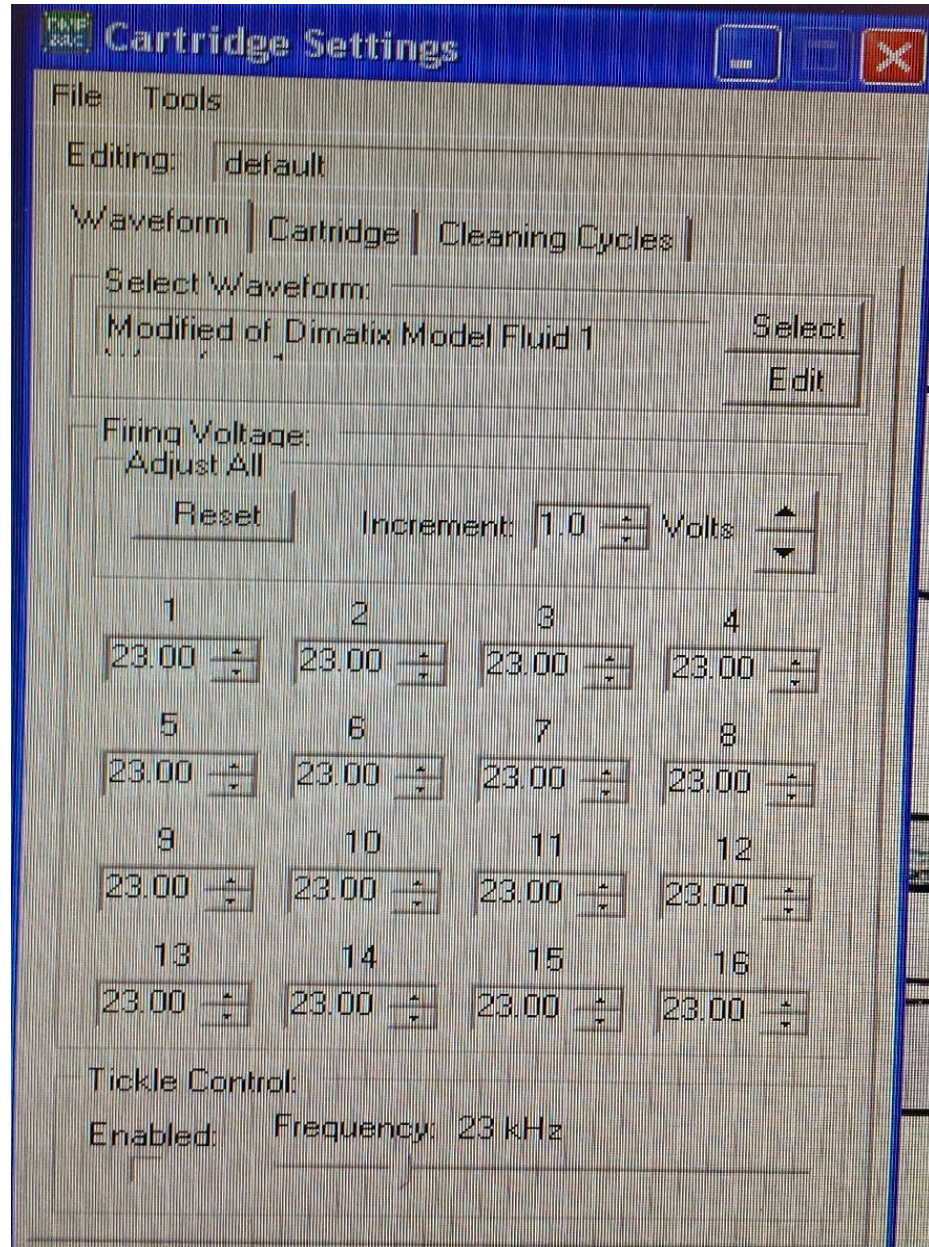 Cartridge Settings
File Tools
Editing: default
Waveform Cartridge Cleaning Cycles
Select Waveform:
Modified of Dimatix Model Fluid 1
Select
Edit
Firing Voltage:
Adjust All
Reset Increment: 1.0 Volts
1 2 3 4
23.00 23.00 23.00 23.00
5 6 7 8
23.00 23.00 23.00 23.00
9 10 11 12
23.00 23.00 23.00 23.00
13 14 15 16
23.00 23.00 23.00 23.00
Tickle Control:
Enabled: Frequency: 23 kHz